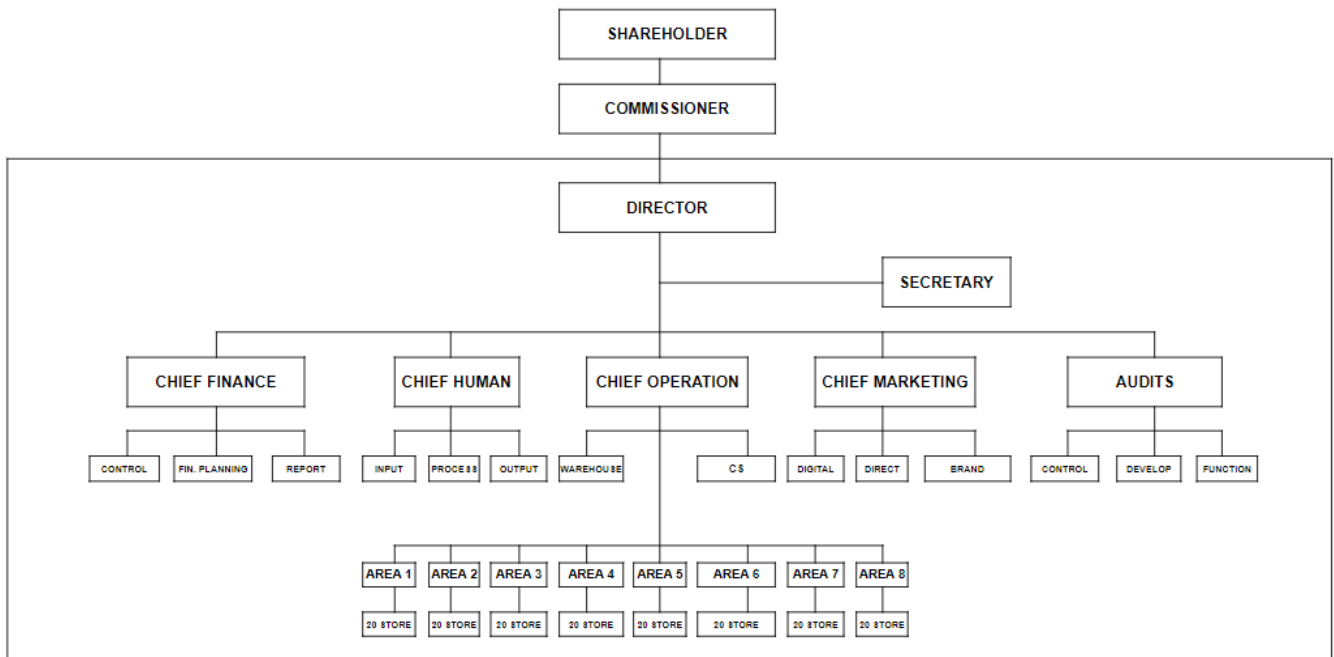 SHAREHOLDER
COMMISSIONER
DIRECTOR
SECRETARY
CHIEF FINANCE
CHIEF HUMAN
CHIEF OPERATION
CHIEF MARKETING
AUDITS
CONTROL
FIN. PLANNING
REPORT
INPUT
PROCESS
OUTPUT
WAREHOUSE
CS
DIGITAL
DIRECT
BRAND
CONTROL
DEVELOP
FUNCTION
AREA 1
AREA 2
AREA 3
AREA 4
AREA 5
AREA 6
AREA 7
AREA 8
20 STORE
20 STORE
20 STORE
20 STORE
20 STORE
20 STORE
20 STORE
20 STORE